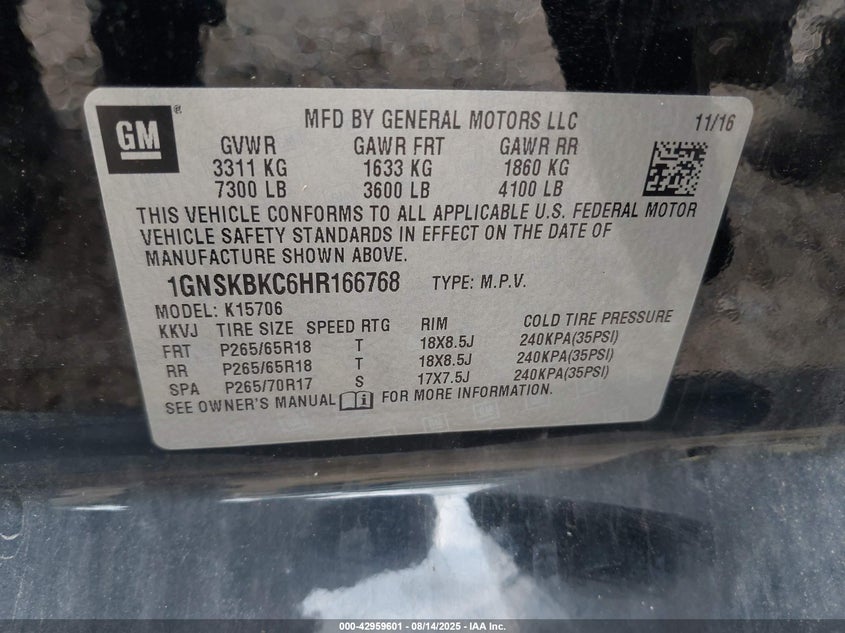 GM®
MFD BY GENERAL MOTORS LLC 11/16
GVWR GAWR FRT GAWR RR
3311 KG 1633 KG 1860 KG
7300 LB 3600 LB 4100 LB
THIS VEHICLE CONFORMS TO ALL APPLICABLE U.S. FEDERAL MOTOR
VEHICLE SAFETY STANDARDS IN EFFECT ON THE DATE OF
MANUFACTURE SHOWN ABOVE.
1GNSKBKC6HR166768 TYPE: M.P.V.
MODEL: K15706
KKVJ TIRE SIZE SPEED RTG RIM COLD TIRE PRESSURE
FRT P265/65R18 T 18X8.5J 240KPA(35PSI)
RR P265/65R18 T 18X8.5J 240KPA(35PSI)
SPA P265/70R17 S 17X7.5J 240KPA(35PSI)
SEE OWNER'S MANUAL FOR MORE INFORMATION.
000-42959601 - 08/14/2025 - IAA Inc.